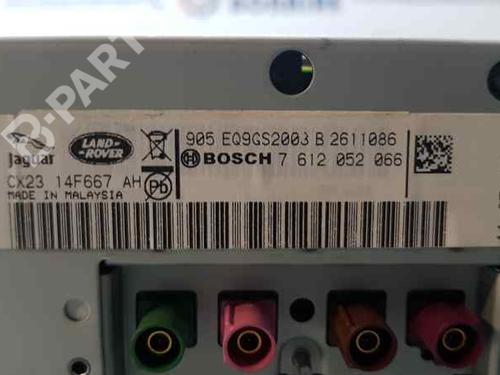 B-PARTS
Jaguar
LAND-ROVER
905 EQ9GS2003 B 2611086
BOSCH 7 612 052 066
CX23 14F667 AH
Pb
MADE IN MALAYSIA